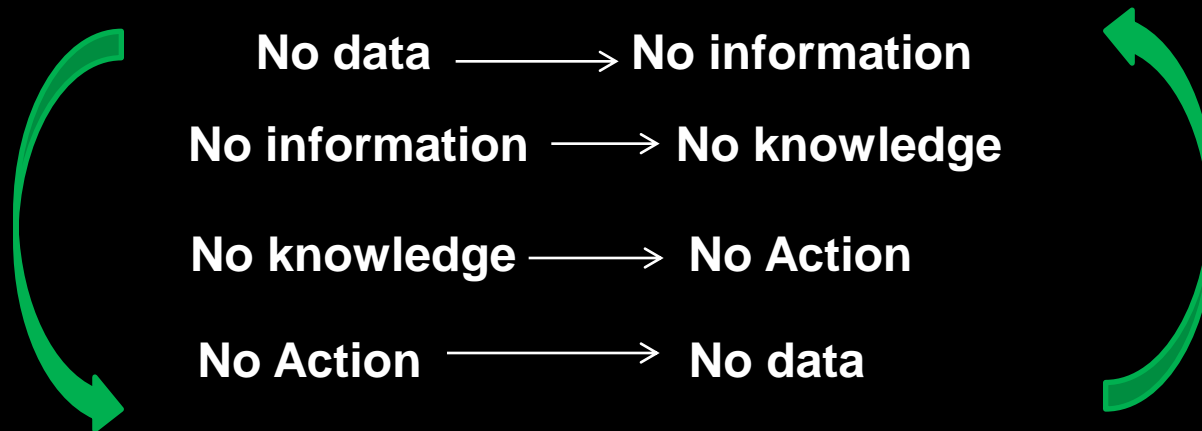 No data → No information
No information → No knowledge
No knowledge → No Action
No Action → No data